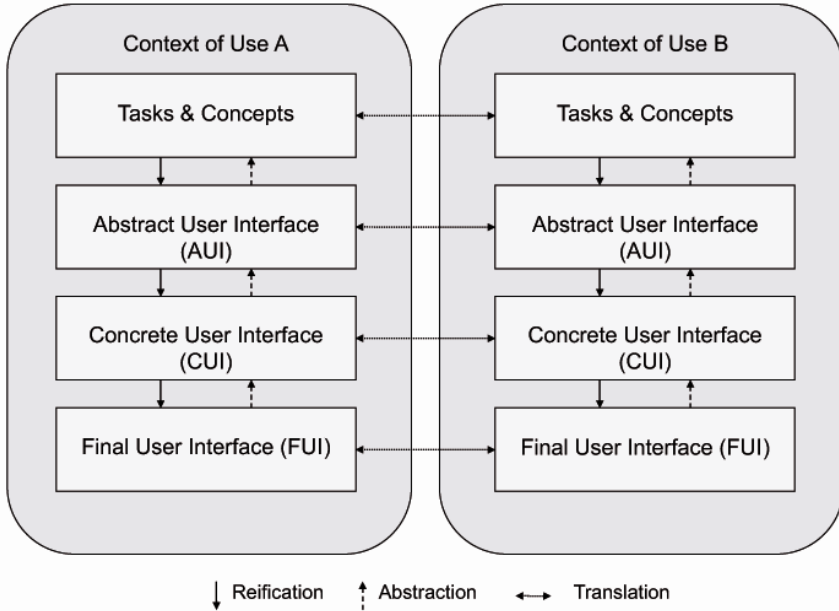 Context of Use A
Tasks & Concepts
Abstract User Interface
(AUI)
Concrete User Interface
(CUI)
Final User Interface (FUI)
Context of Use B
Tasks & Concepts
Abstract User Interface
(AUI)
Concrete User Interface
(CUI)
Final User Interface (FUI)
Reification Abstraction Translation